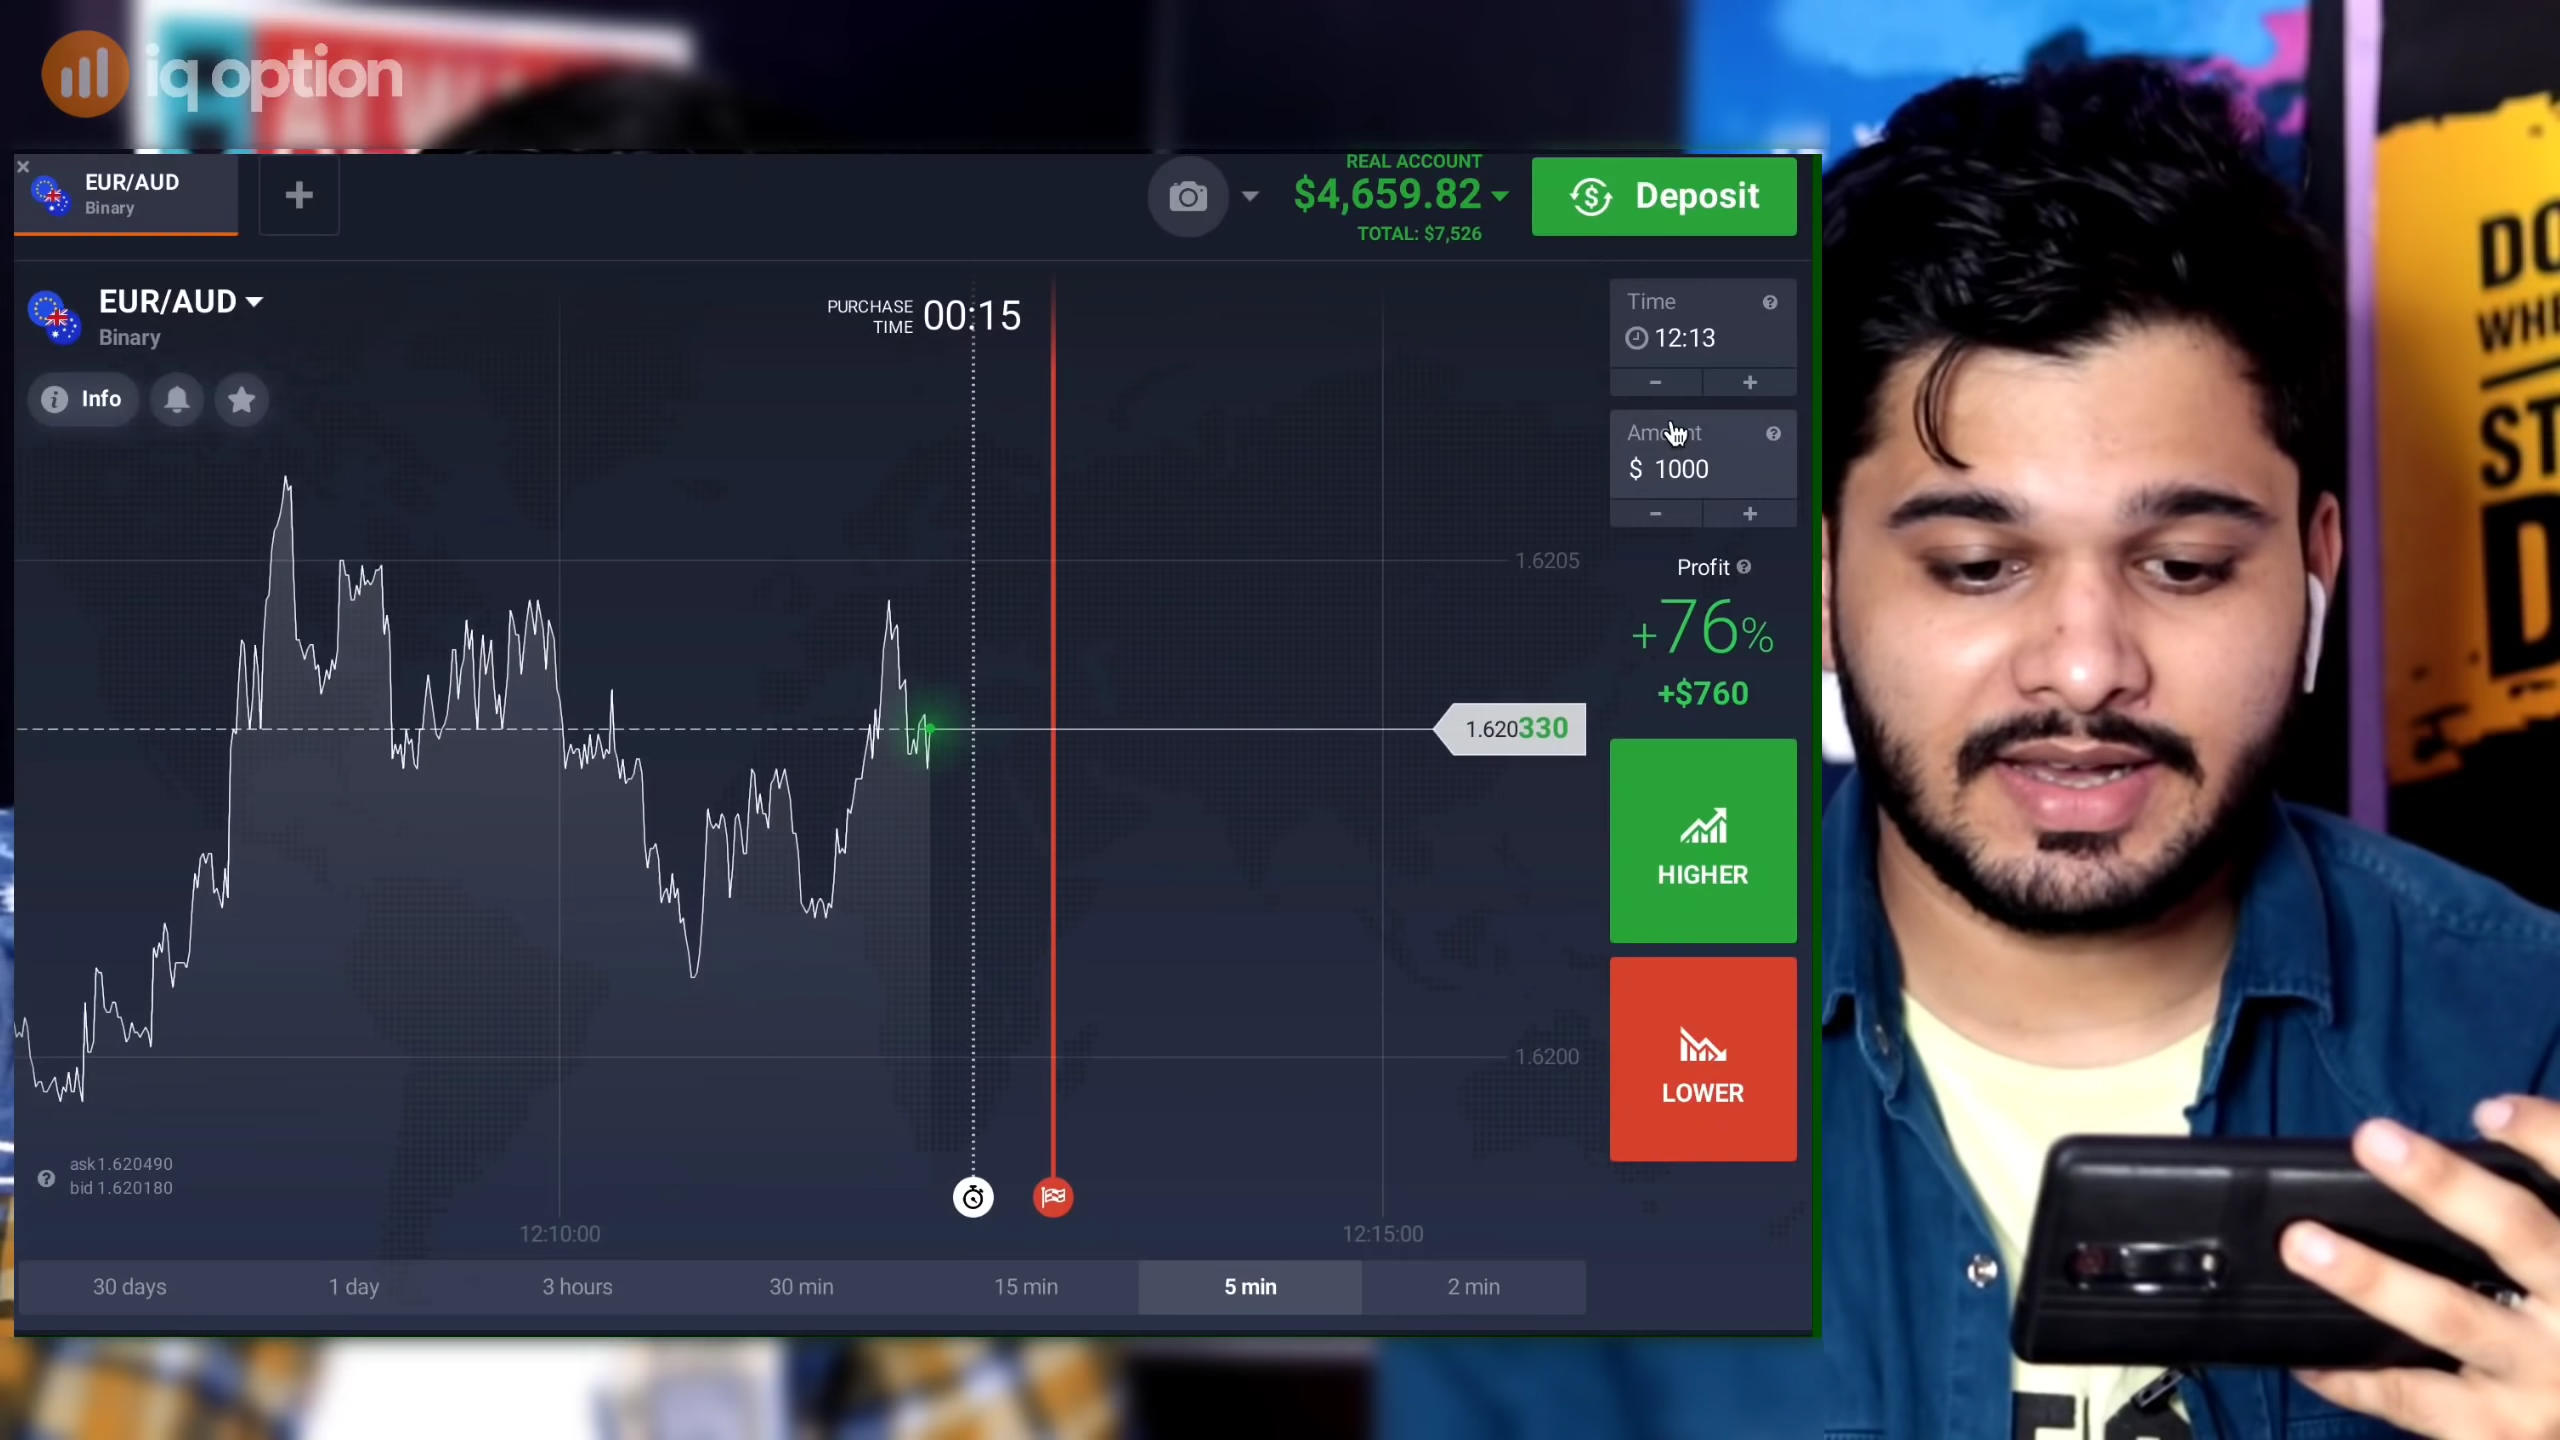 iq option
EUR/AUD
Binary
REAL ACCOUNT
$4,659.82
TOTAL: $7,526
Deposit
EUR/AUD
Binary
Info
PURCHASE
TIME
00:15
Time
12:13
- +
Amount
$ 1000
- +
Profit
+76%
+$760
1.6205
1.620330
1.6200
HIGHER
LOWER
ask 1.620490
bid 1.620180
12:10:00
12:15:00
30 days 1 day 3 hours 30 min 15 min 5 min 2 min
DO
WHE
ST
D